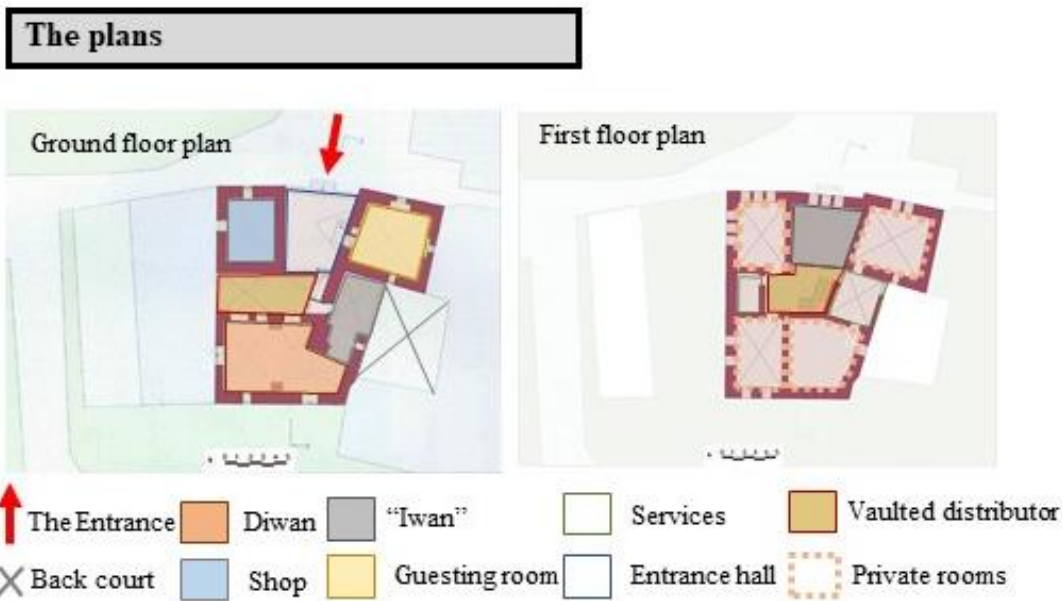 The plans
Ground floor plan
First floor plan
The Entrance Diwan “Iwan” Services Vaulted distributor
Back court Shop Guesting room Entrance hall Private rooms